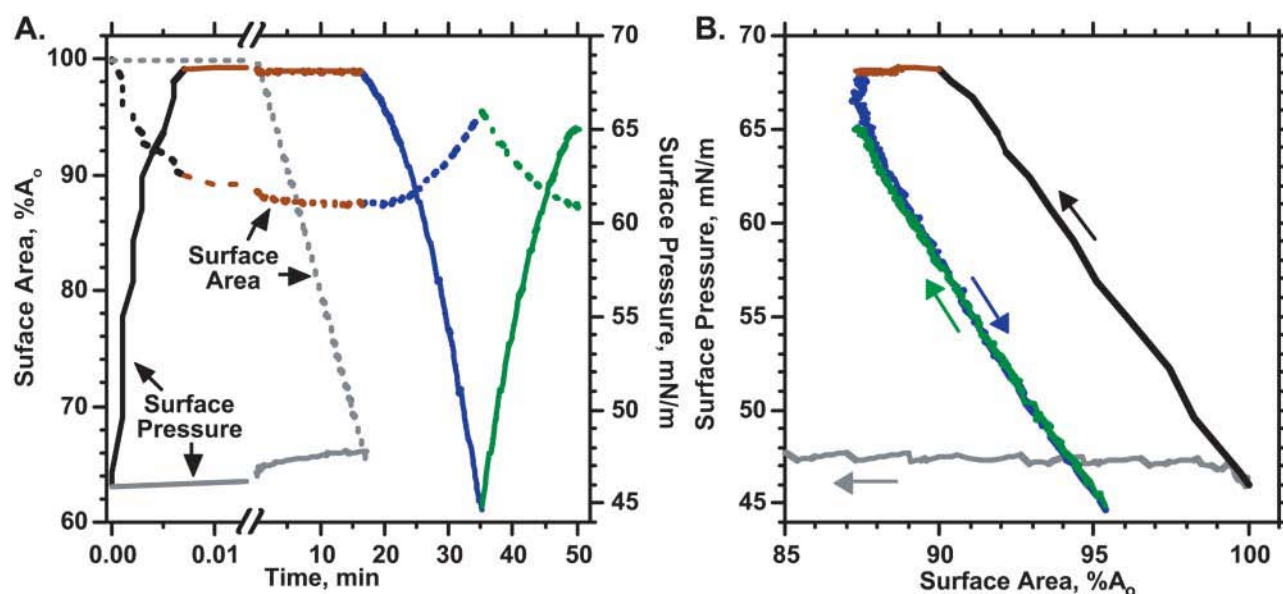 A.
B.
100
90
80
70
60
Suface Area, %Ao
0.00
0.01
10
20
30
40
50
Time, min
70
65
60
55
50
45
Surface Pressure, mN/m
Surface
Area
Surface
Pressure
Surface Pressure, mN/m
70
65
60
55
50
45
85
90
95
100
Surface Area, %Ao